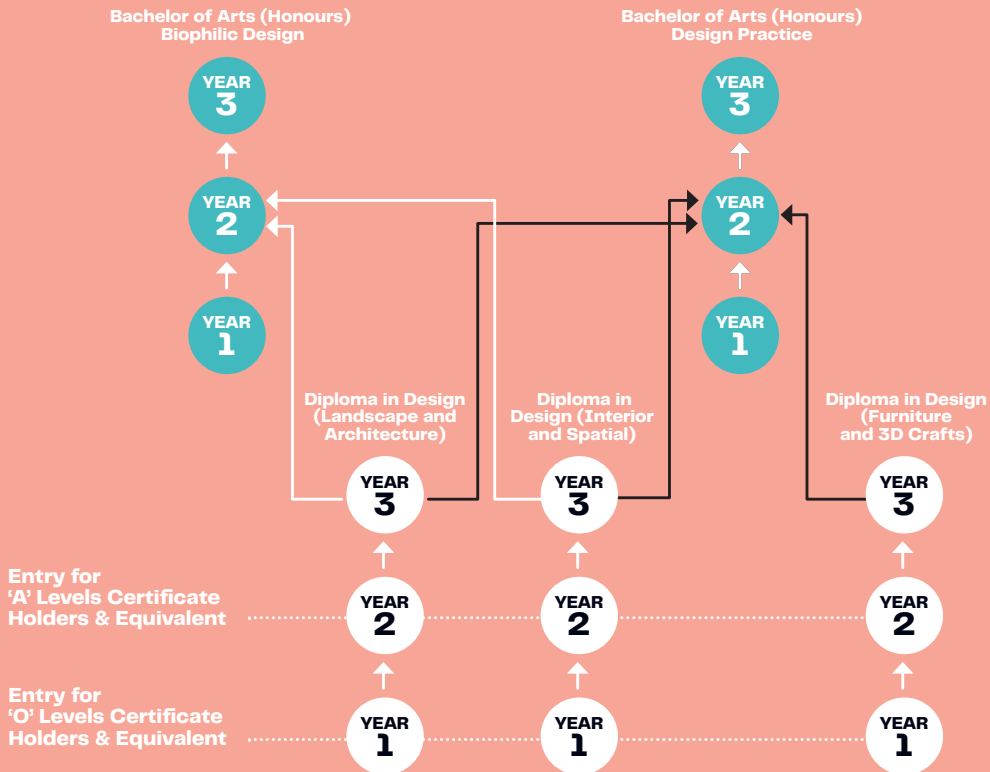 Bachelor of Arts (Honours)
Biophilic Design
Bachelor of Arts (Honours)
Design Practice
YEAR
3
YEAR
3
YEAR
2
YEAR
2
YEAR
1
YEAR
1
Diploma in Design
(Landscape and
Architecture)
Diploma in
Design (Interior
and Spatial)
Diploma in Design
(Furniture
and 3D Crafts)
YEAR
3
YEAR
3
YEAR
3
Entry for
‘A’ Levels Certificate
Holders & Equivalent
YEAR
2
YEAR
2
YEAR
2
Entry for
‘O’ Levels Certificate
Holders & Equivalent
YEAR
1
YEAR
1
YEAR
1